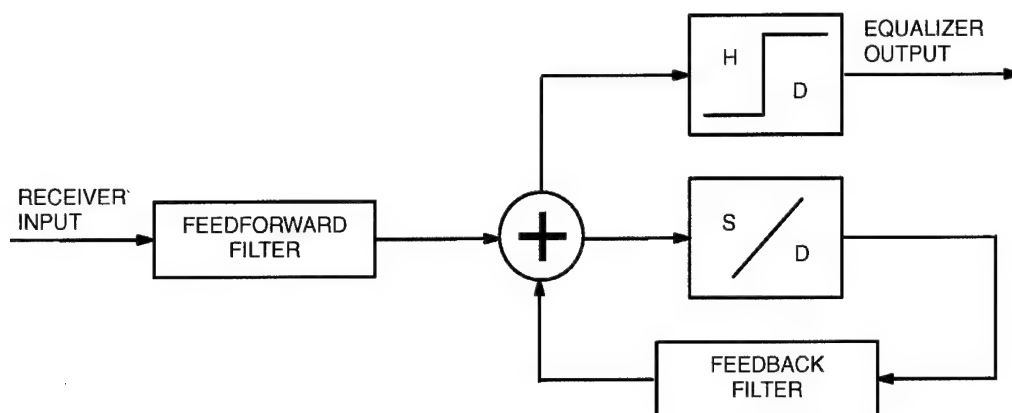 EQUALIZER
OUTPUT
H
D
RECEIVER
INPUT
FEEDFORWARD
FILTER
+
S
D
FEEDBACK
FILTER